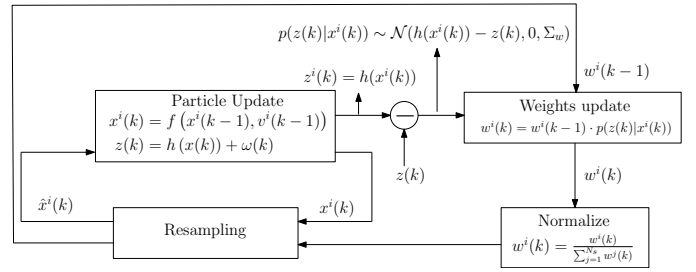 p(z(k)|x^i(k)) ∼ 𝒩(h(x^i(k)) − z(k), 0, Σ_w)
z^i(k) = h(x^i(k))
w^i(k−1)
Particle Update
x^i(k) = f (x^i(k−1), v^i(k−1))
z(k) = h (x(k)) + ω(k)
−
Weights update
w^i(k) = w^i(k−1) · p(z(k)|x^i(k))
z(k)
w^i(k)
x̂^i(k)
x^i(k)
Resampling
Normalize
w^i(k) = w^i(k) / ∑_{j=1}^{N_s} w^j(k)